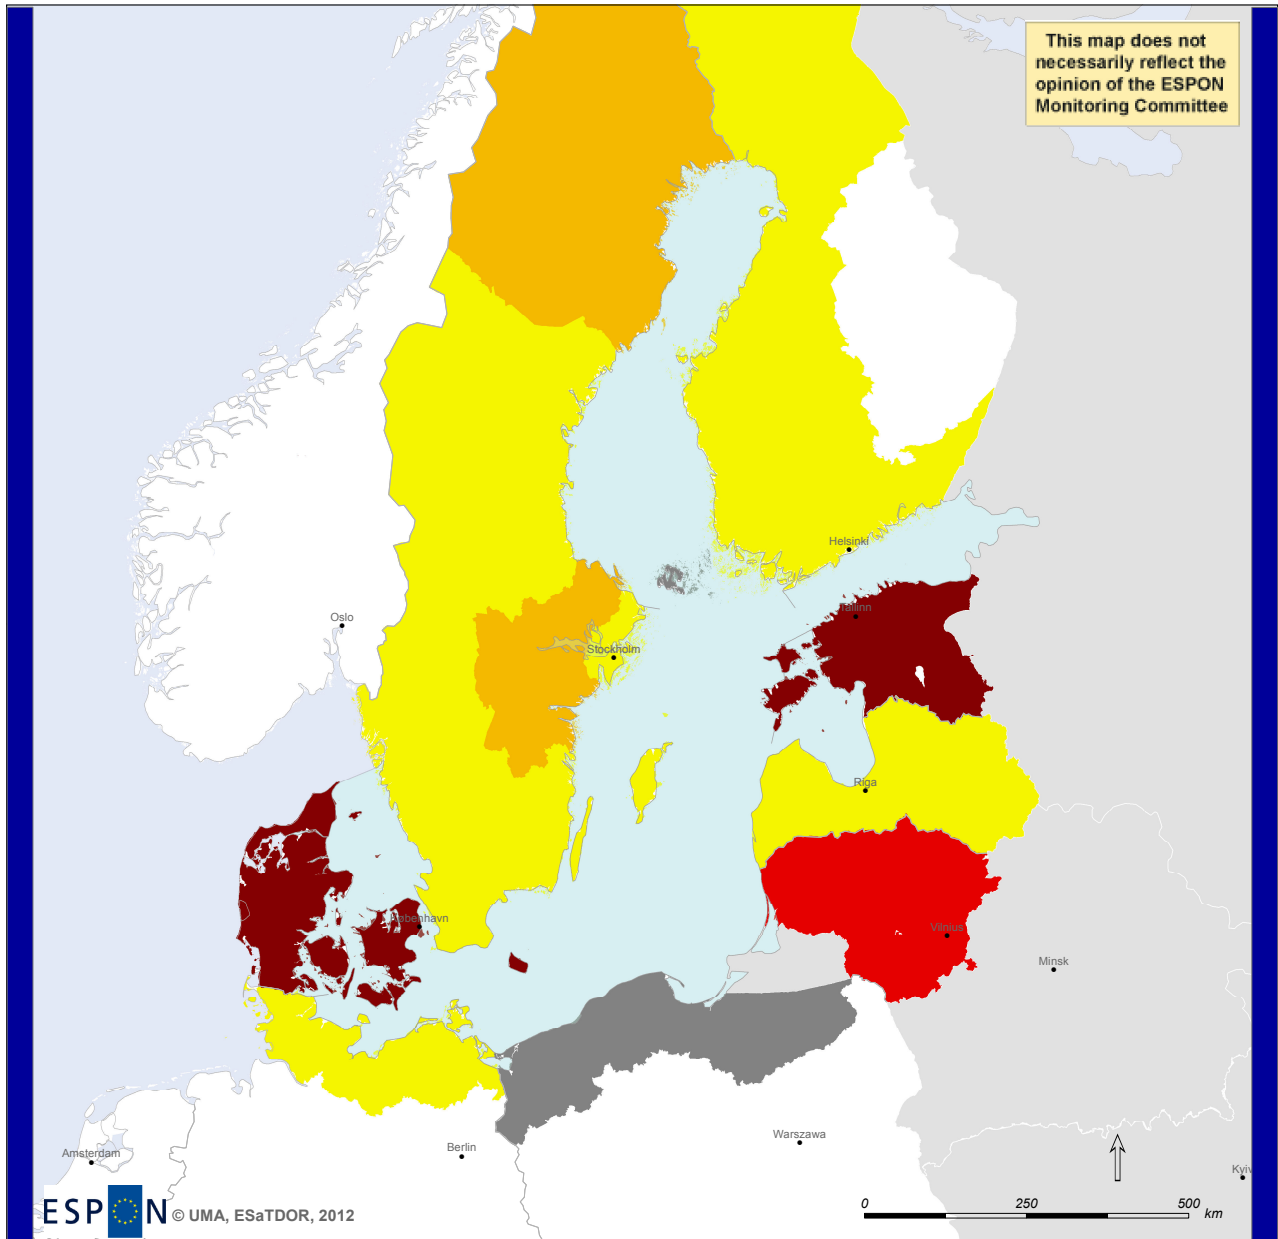 This map does not
necessarily reflect the
opinion of the ESPON
Monitoring Committee
Helsinki
Tallinn
Oslo
Stockholm
Riga
København
Vilnius
Minsk
Warszawa
Berlin
Amsterdam
Kyiv
ESPON © UMA, ESaTDOR, 2012
0 250 500
km